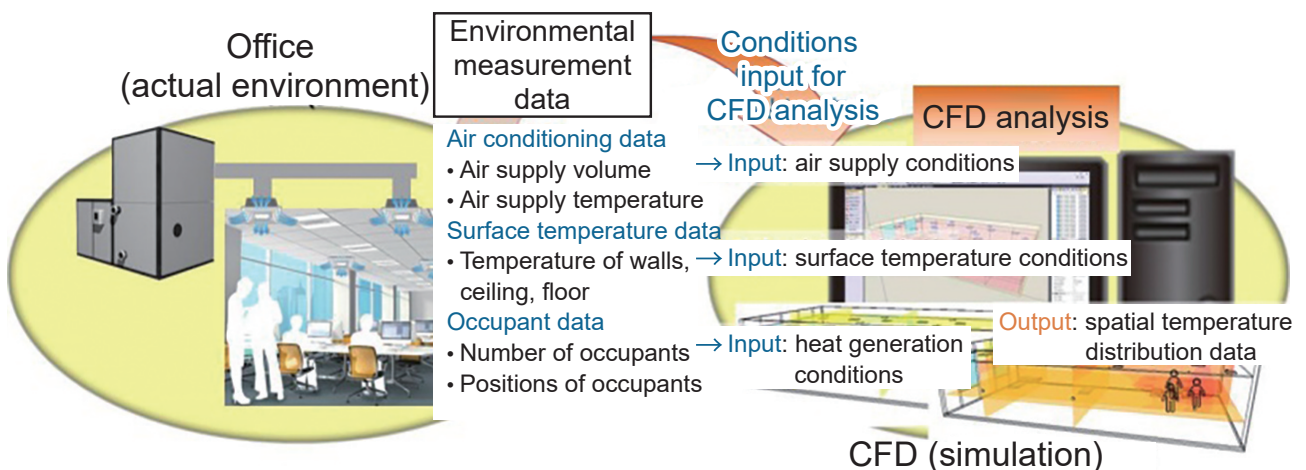 Office
(actual environment)
Environmental
measurement
data
Conditions
input for
CFD analysis
CFD analysis
Air conditioning data
• Air supply volume
• Air supply temperature
→ Input: air supply conditions
Surface temperature data
• Temperature of walls,
ceiling, floor
→ Input: surface temperature conditions
Occupant data
• Number of occupants
• Positions of occupants
→ Input: heat generation
conditions
Output: spatial temperature
distribution data
CFD (simulation)